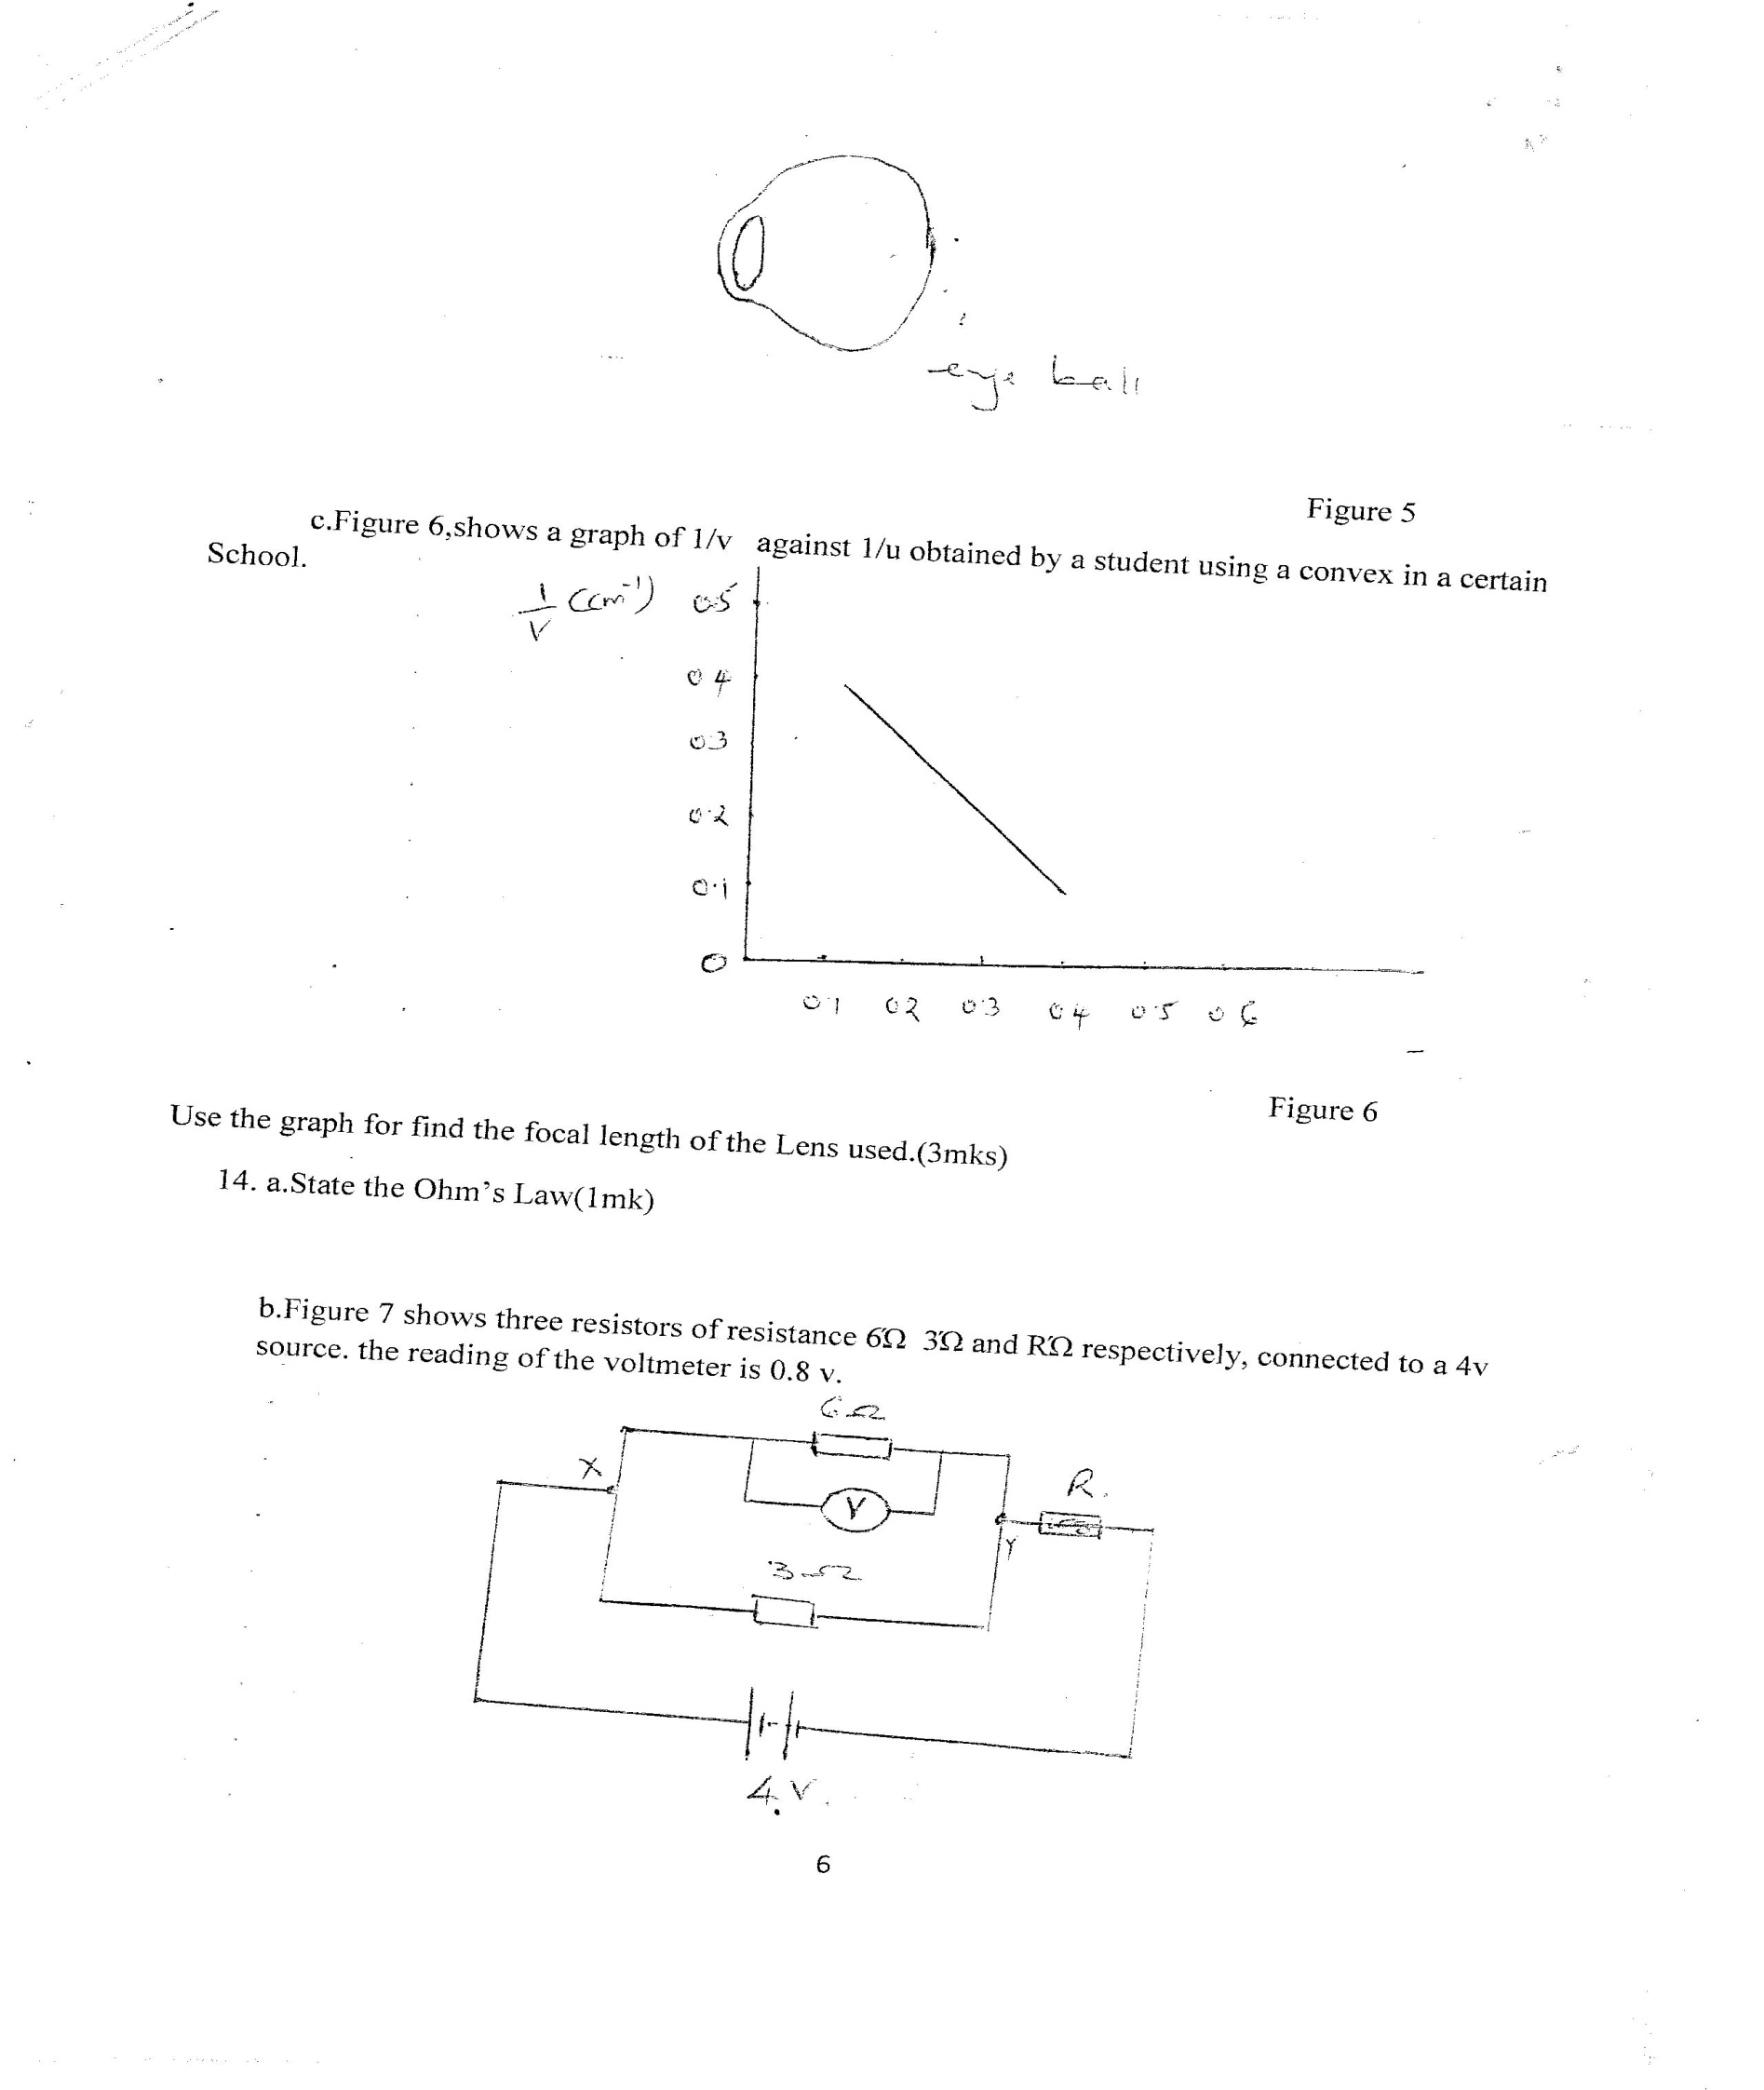 eye ball
Figure 5
c.Figure 6,shows a graph of 1/v against 1/u obtained by a student using a convex in a certain
School.
1/V (cm⁻¹)
0.5
0.4
0.3
0.2
0.1
0
0.1 0.2 0.3 0.4 0.5 0.6
Figure 6
Use the graph for find the focal length of the Lens used.(3mks)
14. a.State the Ohm’s Law(1mk)
b.Figure 7 shows three resistors of resistance 6Ω 3Ω and RΩ respectively, connected to a 4v
source. the reading of the voltmeter is 0.8 v.
6Ω
X
R.
V
Y
3Ω
4.V.
6